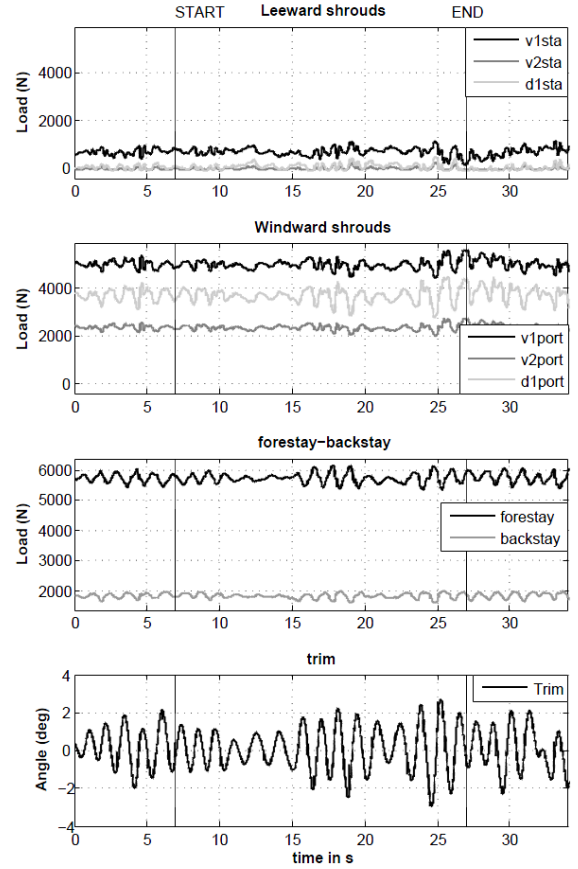 START Leeward shrouds END
v1sta
v2sta
d1sta
Load (N)
4000
2000
0
0 5 10 15 20 25 30
Windward shrouds
Load (N)
4000
2000
0
v1port
v2port
d1port
0 5 10 15 20 25 30
forestay-backstay
Load (N)
6000
5000
4000
3000
2000
forestay
backstay
0 5 10 15 20 25 30
trim
Trim
Angle (deg)
4
2
0
-2
-4
0 5 10 15 20 25 30
time in s